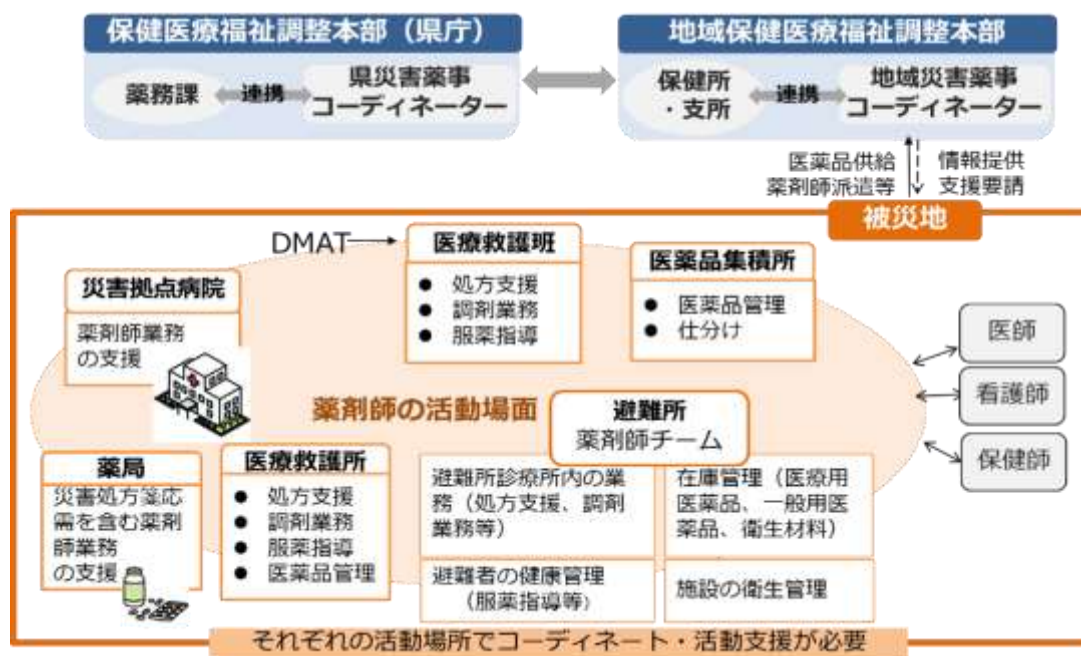 保健医療福祉調整本部（県庁）
薬務課
連携
県災害薬事
コーディネーター
地域保健医療福祉調整本部
保健所
・支所
連携
地域災害薬事
コーディネーター
医薬品供給
薬剤師派遣等
情報提供
支援要請
被災地
DMAT
医療救護班
● 処方支援
● 調剤業務
● 服薬指導
医薬品集積所
● 医薬品管理
● 仕分け
災害拠点病院
薬剤師業務
の支援
医師
看護師
保健師
薬剤師の活動場面
避難所
薬剤師チーム
薬局
災害処方箋応
需を含む薬剤
師業務
の支援
医療救護所
● 処方支援
● 調剤業務
● 服薬指導
● 医薬品管理
避難所診療所内の業
務（処方支援、調剤
業務等）
在庫管理（医療用
医薬品、一般用医
薬品、衛生材料）
避難者の健康管理
（服薬指導等）
施設の衛生管理
それぞれの活動場所でコーディネート・活動支援が必要